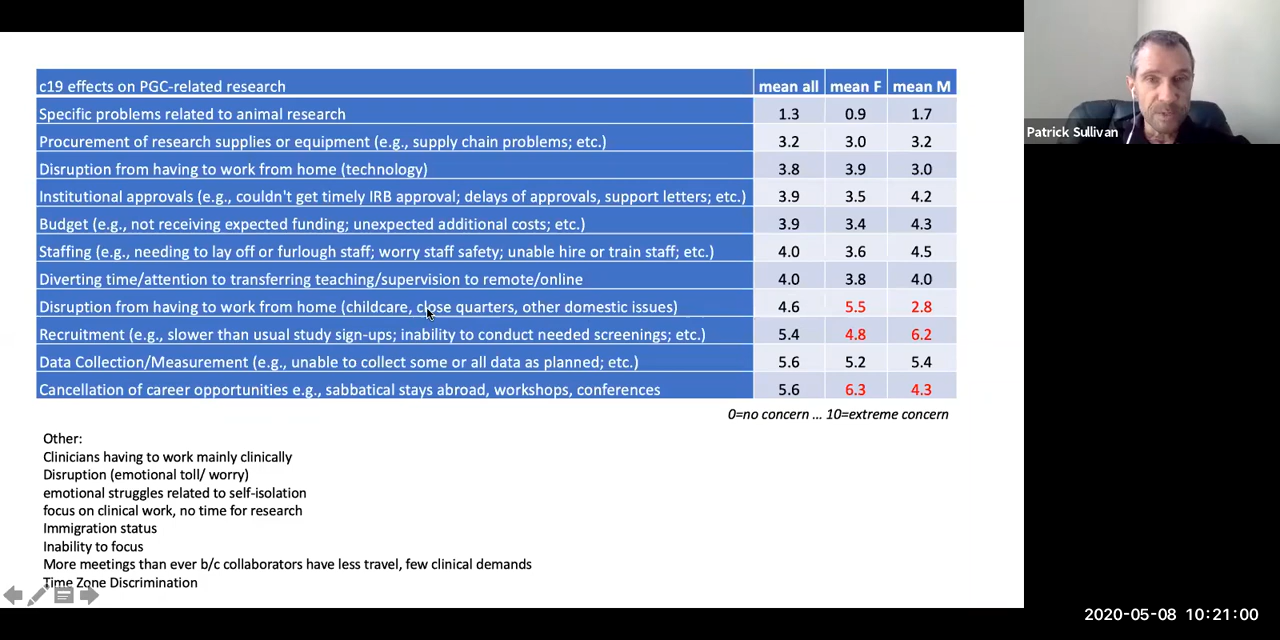 c19 effects on PGC-related research mean all mean F mean M
Specific problems related to animal research 1.3 0.9 1.7
Procurement of research supplies or equipment (e.g., supply chain problems; etc.) 3.2 3.0 3.2
Disruption from having to work from home (technology) 3.8 3.9 3.0
Institutional approvals (e.g., couldn't get timely IRB approval; delays of approvals, support letters; etc.) 3.9 3.5 4.2
Budget (e.g., not receiving expected funding; unexpected additional costs; etc.) 3.9 3.4 4.3
Staffing (e.g., needing to lay off or furlough staff; worry staff safety; unable hire or train staff; etc.) 4.0 3.6 4.5
Diverting time/attention to transferring teaching/supervision to remote/online 4.0 3.8 4.0
Disruption from having to work from home (childcare, close quarters, other domestic issues) 4.6 5.5 2.8
Recruitment (e.g., slower than usual study sign-ups; inability to conduct needed screenings; etc.) 5.4 4.8 6.2
Data Collection/Measurement (e.g., unable to collect some or all data as planned; etc.) 5.6 5.2 5.4
Cancellation of career opportunities e.g., sabbatical stays abroad, workshops, conferences 5.6 6.3 4.3
0=no concern ... 10=extreme concern
Other:
Clinicians having to work mainly clinically
Disruption (emotional toll/ worry)
emotional struggles related to self-isolation
focus on clinical work, no time for research
Immigration status
Inability to focus
More meetings than ever b/c collaborators have less travel, few clinical demands
Time Zone Discrimination
Patrick Sullivan
2020-05-08 10:21:00